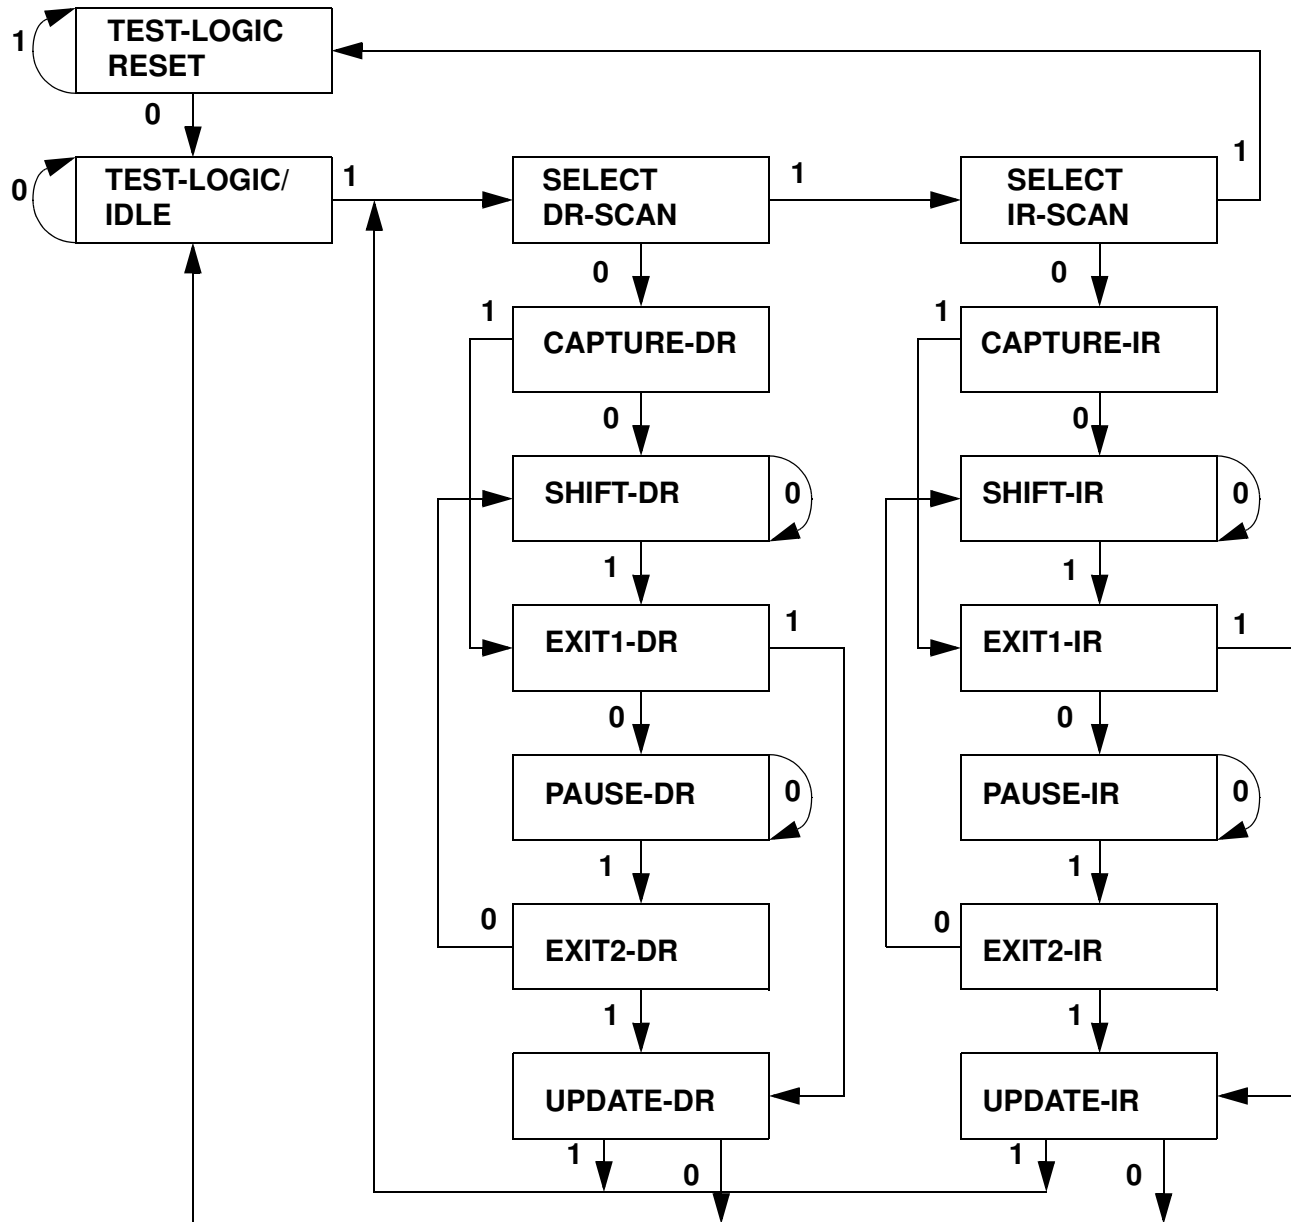 1
TEST-LOGIC
RESET
0
0
TEST-LOGIC/
IDLE
1
SELECT
DR-SCAN
1
SELECT
IR-SCAN
1
0
0
1
CAPTURE-DR
1
CAPTURE-IR
0
0
SHIFT-DR
0
SHIFT-IR
0
1
1
EXIT1-DR
1
EXIT1-IR
1
0
0
PAUSE-DR
0
PAUSE-IR
0
1
1
0
EXIT2-DR
0
EXIT2-IR
1
1
UPDATE-DR
UPDATE-IR
1
0
1
0